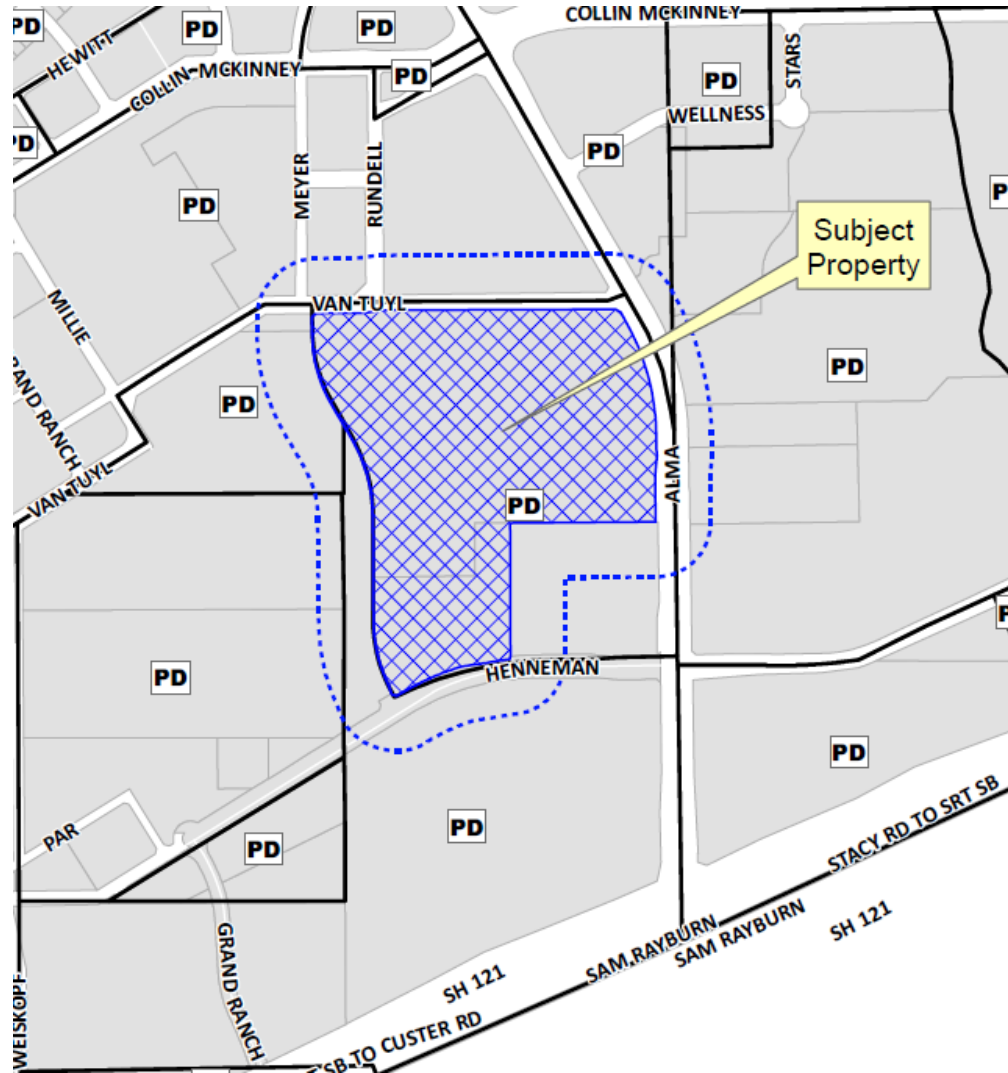 COLLIN MCKINNEY
PD
PD
PD
HEWITT
COLLIN MCKINNEY
PD
PD
STARS
WELLNESS
PD
PD
PD
MEYER
RUNDELL
PD
Subject
Property
VAN TUYL
MILLIE
GRAND RANCH
PD
PD
VAN TUYL
PD
ALMA
HENNEMAN
PD
PD
PD
PAR
PD
STACY RD TO SRT SB
SAM RAYBURN
SAM RAYBURN
SH 121
SH 121
GRAND RANCH
WEISKOPF
SB TO CUSTER RD